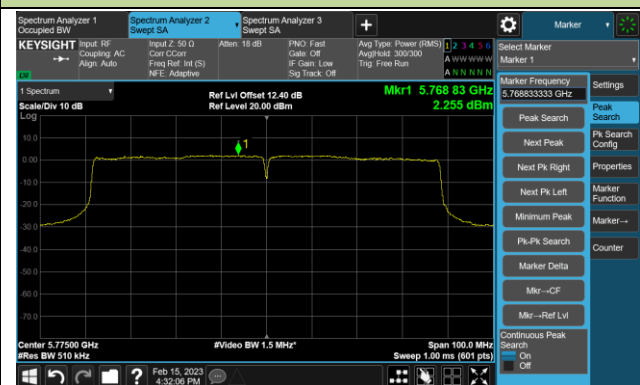 Spectrum Analyzer 1
Occupied BW
Spectrum Analyzer 2
Swept SA
Spectrum Analyzer 3
Swept SA
+
Marker
KEYSIGHT
Input: RF
Coupling: AC
Align: Auto
Input Z: 50 Ω
Corr CCorr
Freq Ref: Int (S)
NFE: Adaptive
Atten: 18 dB
PNO: Fast
Gate: Off
IF Gain: Low
Sig Track: Off
Avg Type: Power (RMS)
Avg|Hold: 300/300
Trig: Free Run
1 2 3 4 5 6
A W W W W W
A N N N N N
Select Marker
Marker 1
1 Spectrum
Scale/Div 10 dB
Log
Ref Lvl Offset 12.40 dB
Ref Level 20.00 dBm
Mkr1 5.768 83 GHz
2.255 dBm
1
10.0
0.00
-10.0
-20.0
-30.0
-40.0
-50.0
-60.0
-70.0
Center 5.77500 GHz
#Res BW 510 kHz
#Video BW 1.5 MHz*
Span 100.0 MHz
Sweep 1.00 ms (601 pts)
Marker Frequency
5.768833333 GHz
Peak Search
Next Peak
Next Pk Right
Next Pk Left
Minimum Peak
Pk-Pk Search
Marker Delta
Mkr→CF
Mkr→Ref Lvl
Continuous Peak
Search
On
Off
Settings
Peak
Search
Pk Search
Config
Properties
Marker
Function
Marker→
Counter
?
Feb 15, 2023
4:32:06 PM